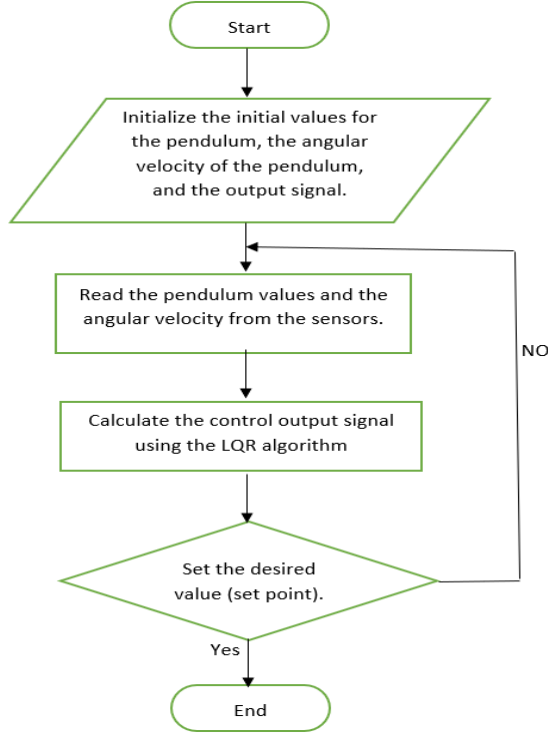 Start
Initialize the initial values for
the pendulum, the angular
velocity of the pendulum,
and the output signal.
Read the pendulum values and the
angular velocity from the sensors.
NO
Calculate the control output signal
using the LQR algorithm
Set the desired
value (set point).
Yes
End